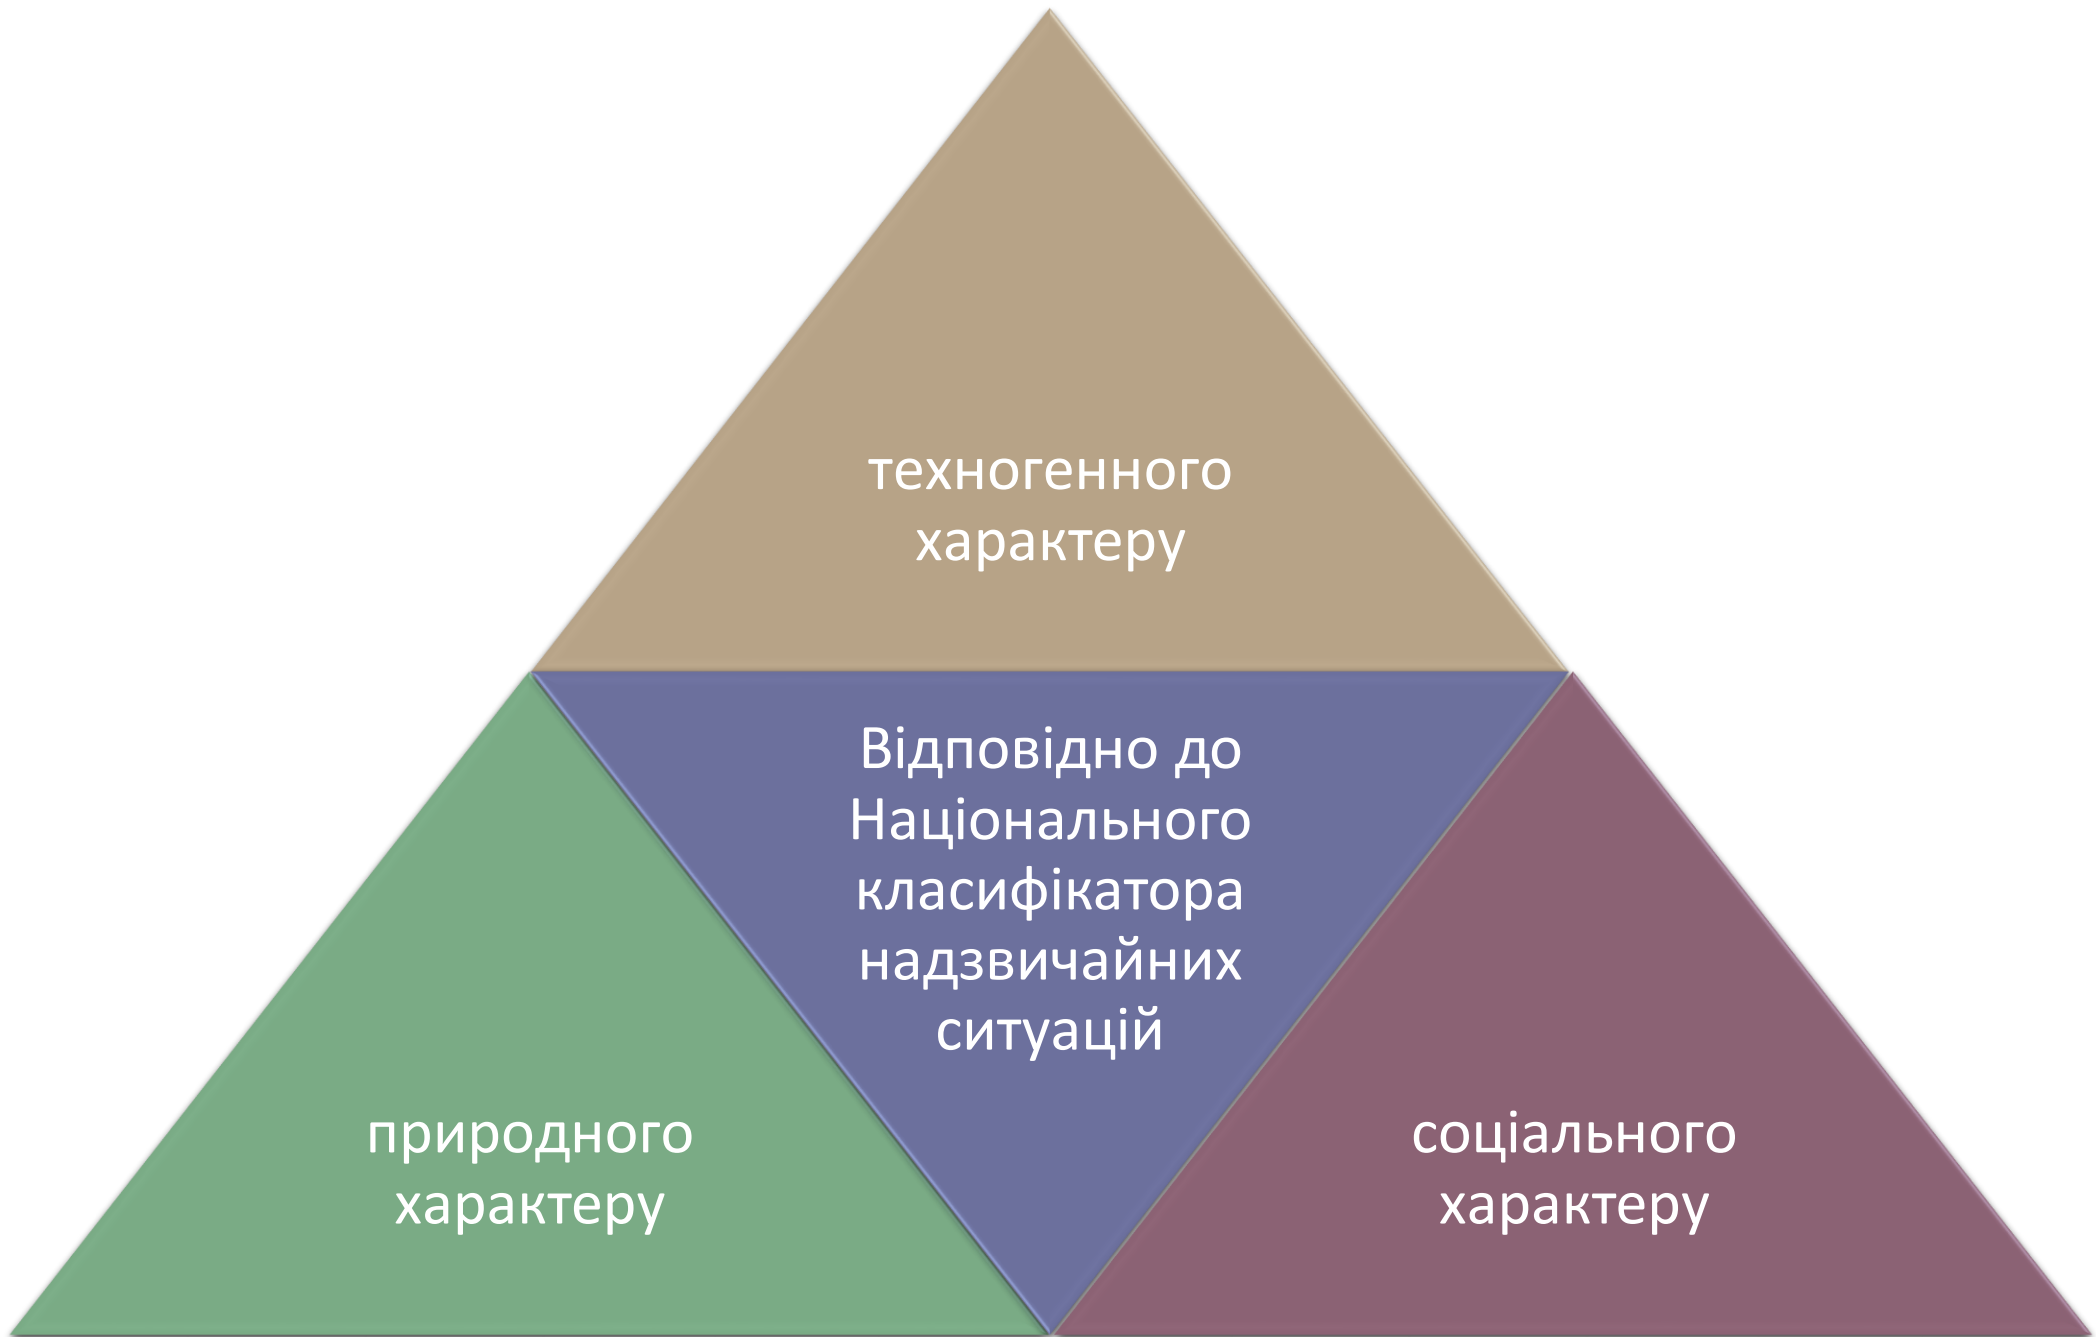 техногенного
характеру
Відповідно до
Національного
класифікатора
надзвичайних
ситуацій
природного
характеру
соціального
характеру